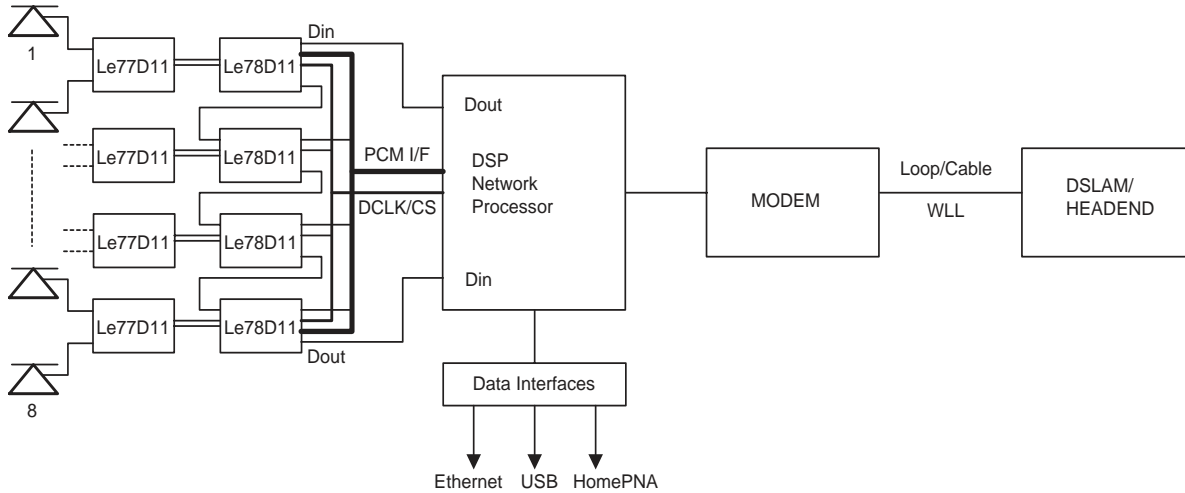 1
Le77D11
Le78D11
Din
Le77D11
Le78D11
Le77D11
Le78D11
Le77D11
Le78D11
Dout
8
PCM I/F
DCLK/CS
Dout
DSP
Network
Processor
Din
MODEM
Loop/Cable
WLL
DSLAM/
HEADEND
Data Interfaces
Ethernet
USB
HomePNA